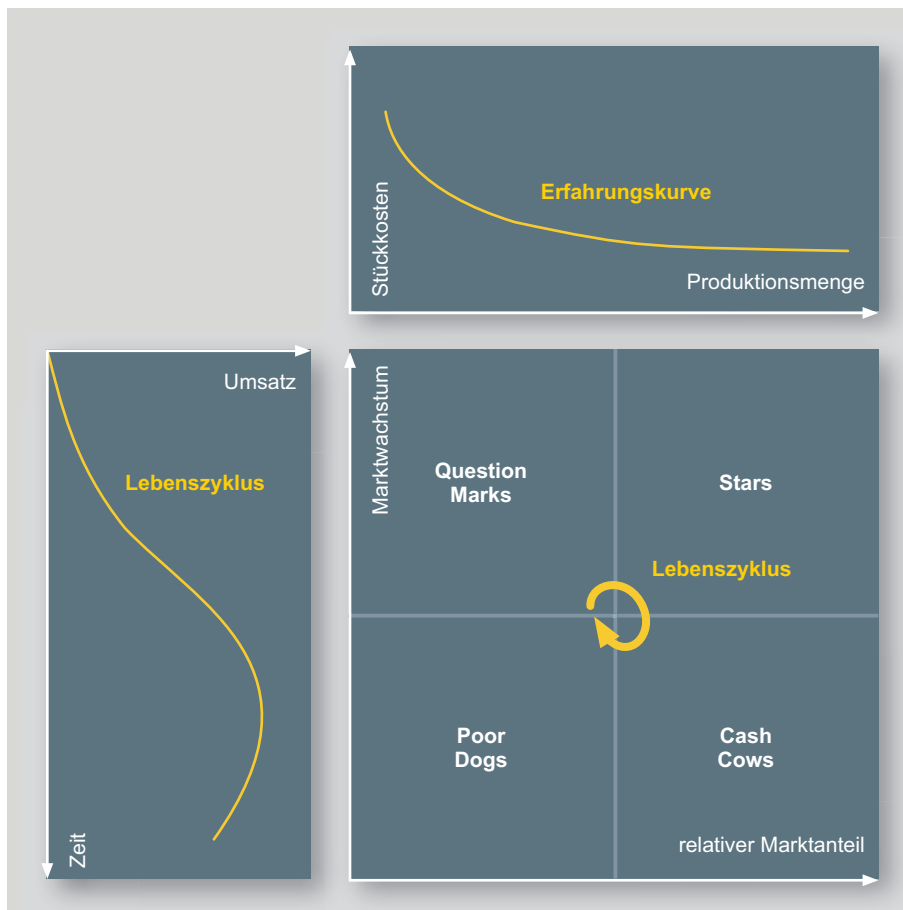 Stückkosten
Erfahrungskurve
Produktionsmenge
Umsatz
Lebenszyklus
Zeit
Marktwachstum
Question
Marks
Stars
Lebenszyklus
Poor
Dogs
Cash
Cows
relativer Marktanteil